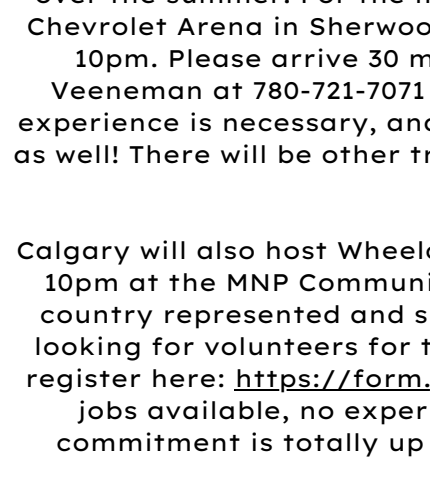 over the summer! For the
Chevrolet Arena in Sherwoo
10pm. Please arrive 30 m
Veeneman at 780-721-7071
experience is necessary, and
as well! There will be other tr
Calgary will also host Wheelc
10pm at the MNP Communi
country represented and s
looking for volunteers for t
register here: https://form.
jobs available, no exper
commitment is totally up